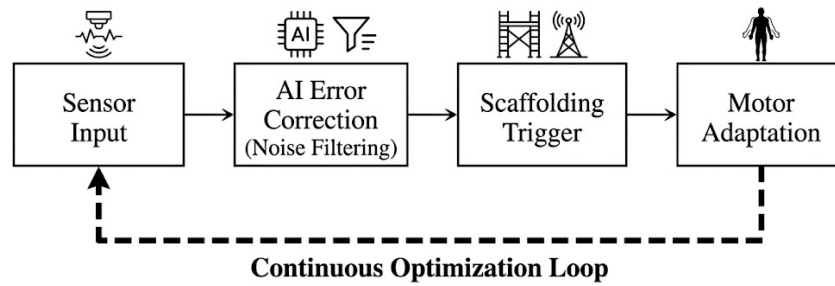 AI
Sensor
Input
AI Error
Correction
(Noise Filtering)
Scaffolding
Trigger
Motor
Adaptation
Continuous Optimization Loop